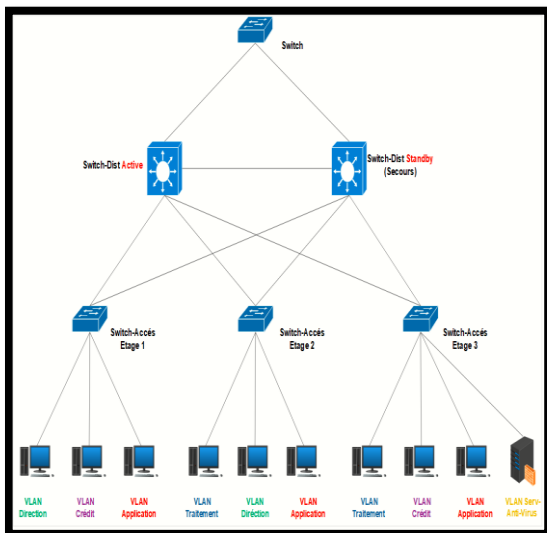 Switch
Switch-Dist Active
Switch-Dist Standby
(Secours)
Switch-Accés
Etage 1
Switch-Accés
Etage 2
Switch-Accés
Etage 3
VLAN
Direction
VLAN
Crédit
VLAN
Application
VLAN
Traitement
VLAN
Diréction
VLAN
Application
VLAN
Traitement
VLAN
Crédit
VLAN
Application
VLAN Serv-
Anti-Virus